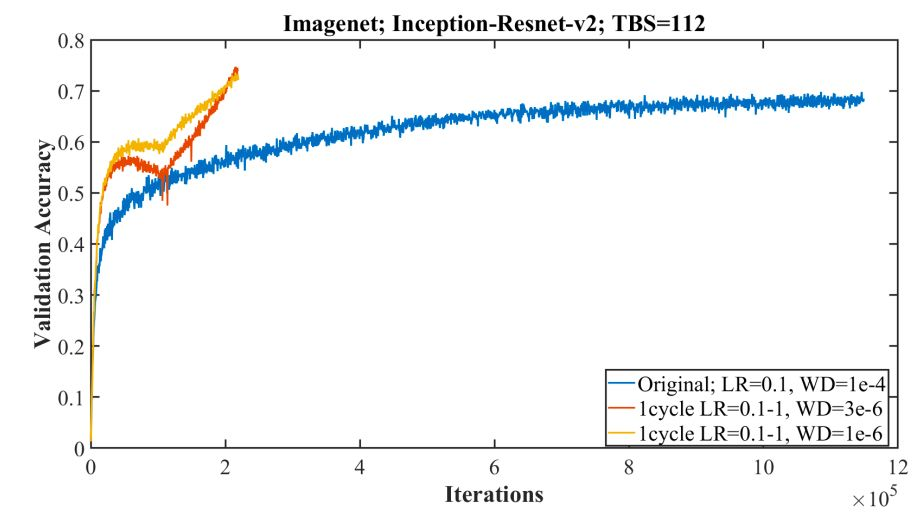 Imagenet; Inception-Resnet-v2; TBS=112
0.8
0.7
0.6
0.5
0.4
0.3
0.2
0.1
0
Validation Accuracy
Original; LR=0.1, WD=1e-4
1cycle LR=0.1-1, WD=3e-6
1cycle LR=0.1-1, WD=1e-6
0 2 4 6 8 10 12
Iterations
×10⁵